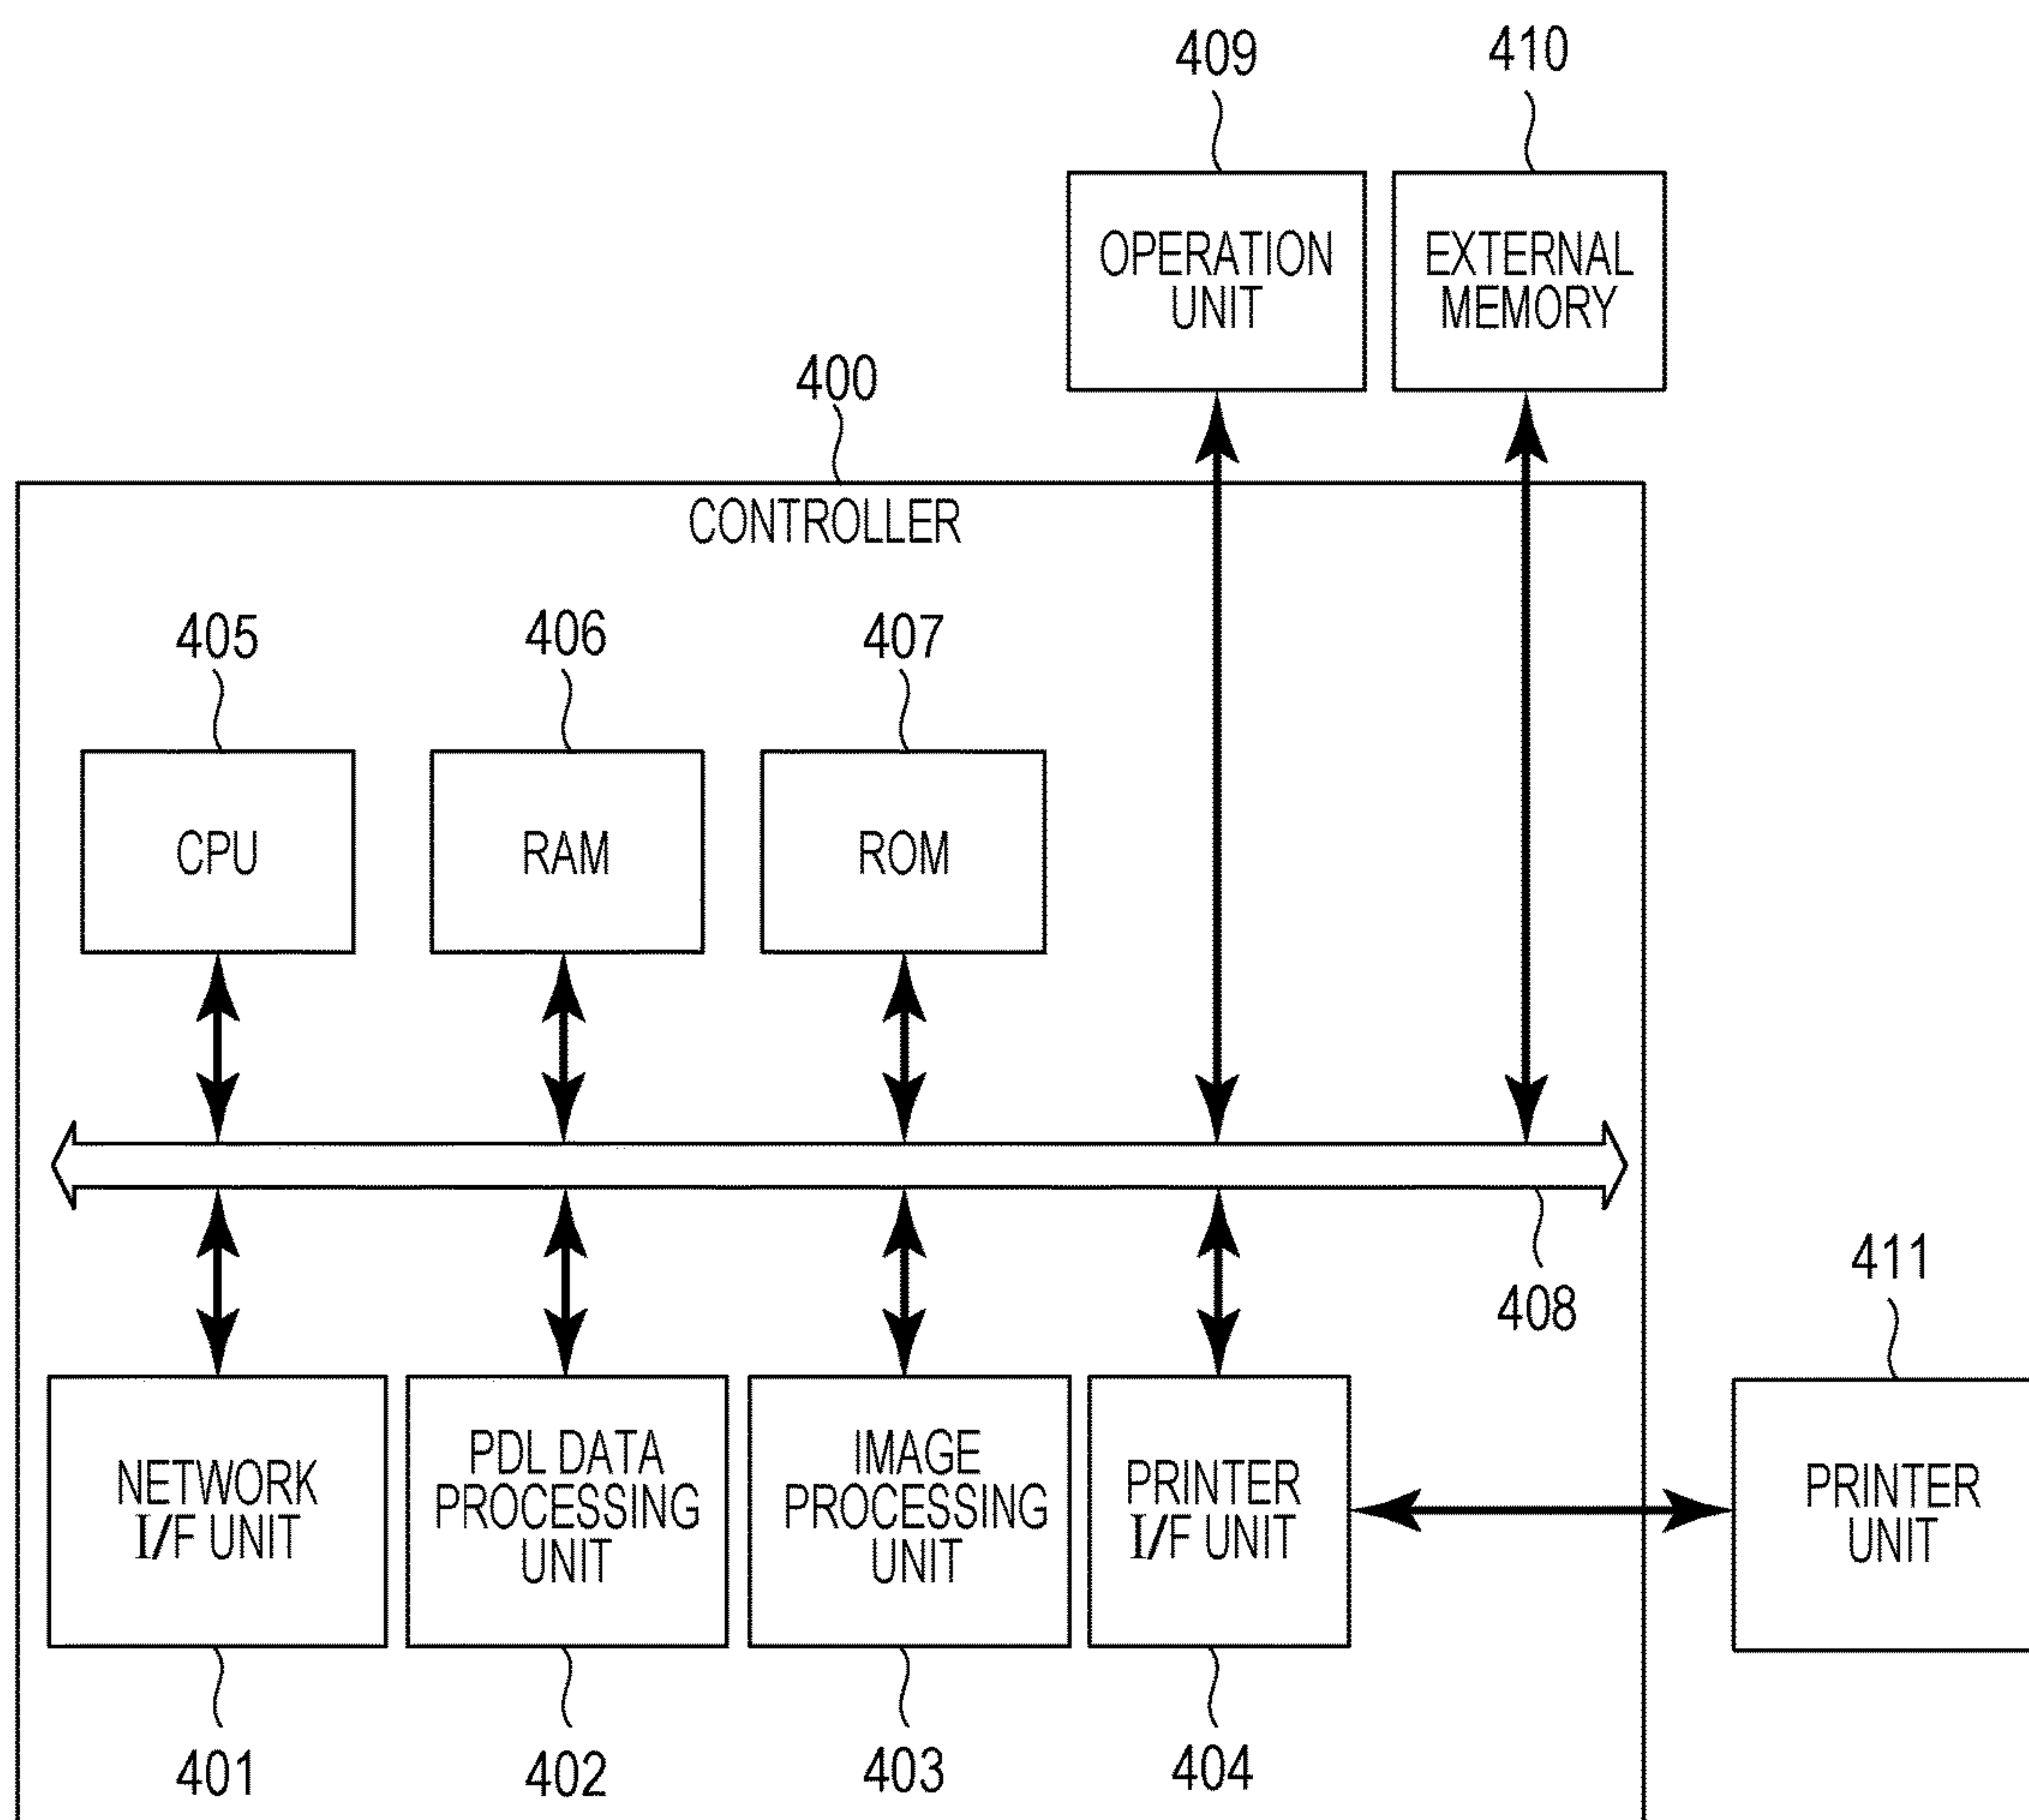 409
410
OPERATION
UNIT
EXTERNAL
MEMORY
400
CONTROLLER
405
406
407
CPU
RAM
ROM
408
411
NETWORK
I/F UNIT
PDL DATA
PROCESSING
UNIT
IMAGE
PROCESSING
UNIT
PRINTER
I/F UNIT
PRINTER
UNIT
401
402
403
404